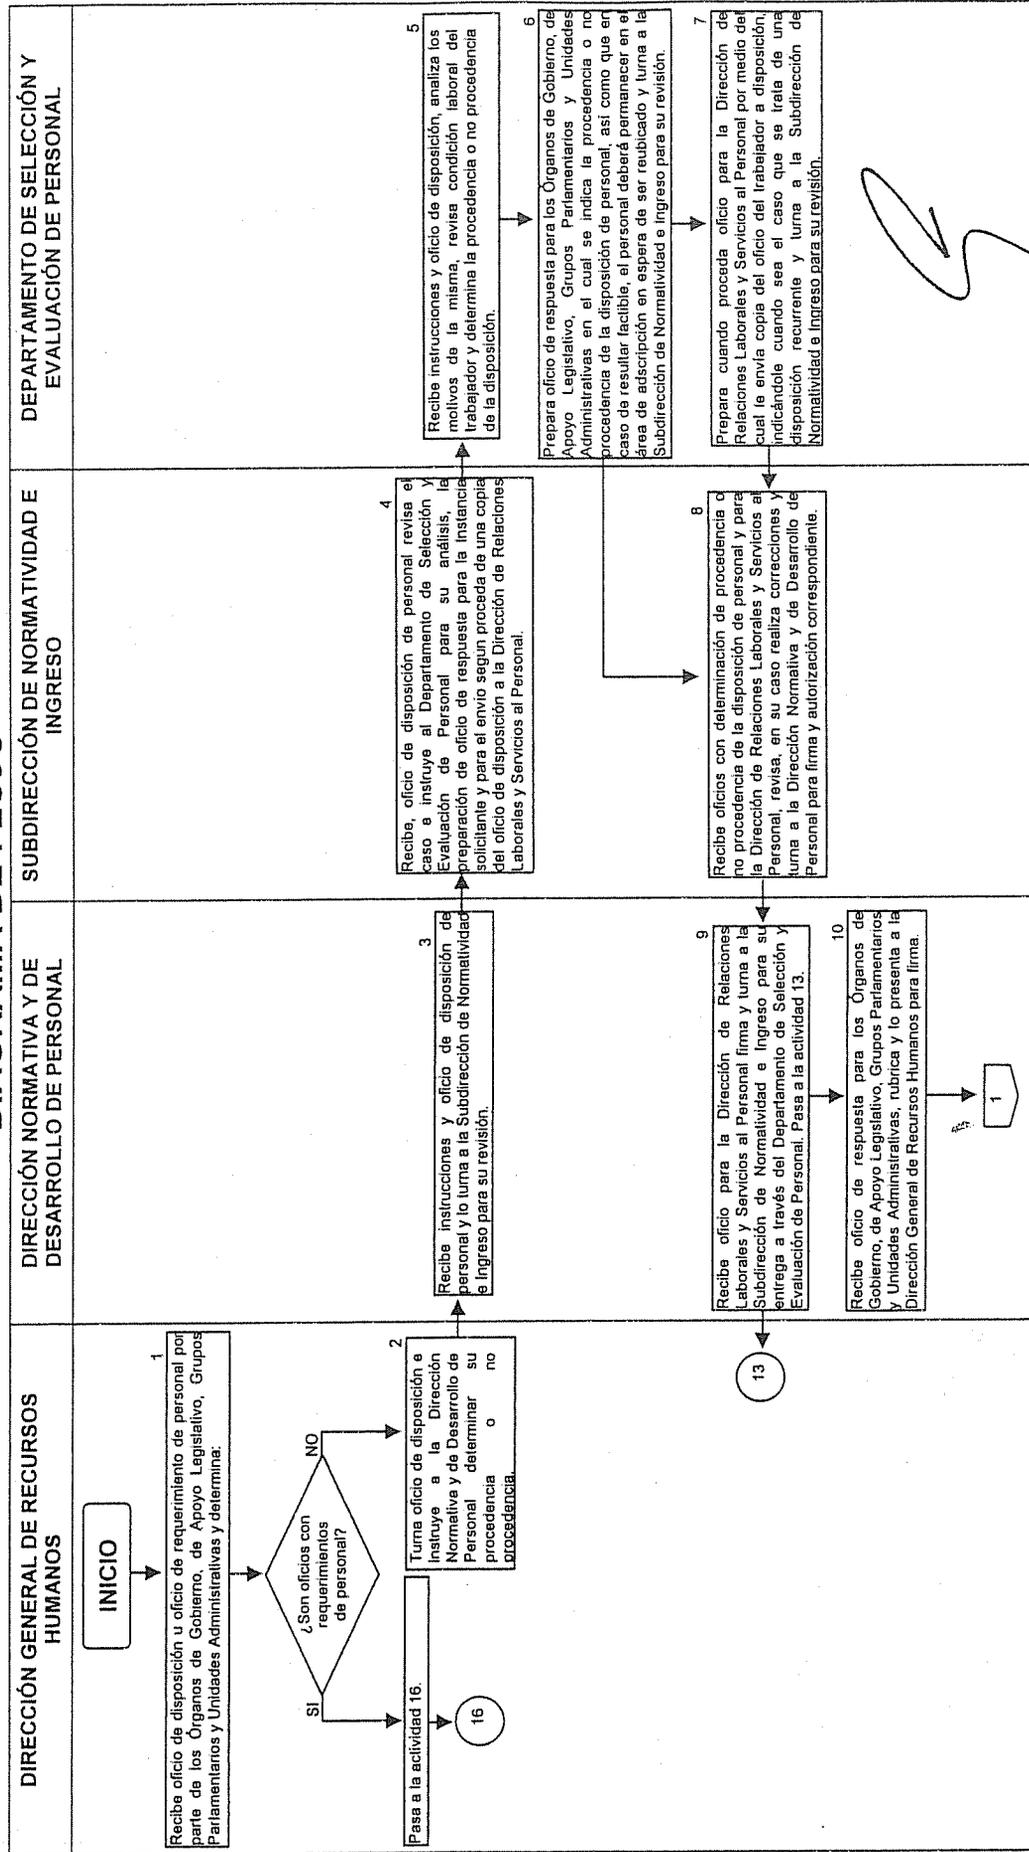 DIRECCIÓN GENERAL DE RECURSOS
HUMANOS
DIRECCIÓN NORMATIVA Y DE
DESARROLLO DE PERSONAL
SUBDIRECCIÓN DE NORMATIVIDAD E
INGRESO
DEPARTAMENTO DE SELECCIÓN Y
EVALUACIÓN DE PERSONAL
INICIO
1
Recibe oficio de disposición u oficio de requerimiento de personal por
parte de los Órganos de Gobierno, de Apoyo Legislativo, Grupos
Parlamentarios y Unidades Administrativas y determina:
¿Son oficios con
requerimientos
de personal?
SI
NO
Pasa a la actividad 16.
16
2
Turna oficio de disposición e
instruye a la Dirección
Normativa y de Desarrollo de
Personal determinar su
procedencia o no
procedencia.
3
Recibe instrucciones y oficio de disposición de
personal y lo turna a la Subdirección de Normatividad
e Ingreso para su revisión.
4
Recibe, oficio de disposición de personal revisa el
caso e instruye al Departamento de Selección y
Evaluación de Personal para su análisis, la
preparación de oficio de respuesta para la Instancia
solicitante y para el envío según proceda de una copia
del oficio de disposición a la Dirección de Relaciones
Laborales y Servicios al Personal.
5
Recibe instrucciones y oficio de disposición, analiza los
motivos de la misma, revisa condición laboral del
trabajador y determina la procedencia o no procedencia
de la disposición.
6
Prepara oficio de respuesta para los Órganos de Gobierno, de
Apoyo Legislativo, Grupos Parlamentarios y Unidades
Administrativas en el cual se indica la procedencia o no
procedencia de la disposición de personal, así como que en
caso de resultar factible, el personal deberá permanecer en el
área de adscripción en espera de ser reubicado y turna a la
Subdirección de Normatividad e Ingreso para su revisión.
7
Prepara cuando proceda oficio para la Dirección de
Relaciones Laborales y Servicios al Personal por medio del
cual le envía copia del oficio del trabajador a disposición,
indicándole cuando sea el caso que se trata de una
disposición recurrente y turna a la Subdirección de
Normatividad e Ingreso para su revisión.
8
Recibe oficios con determinación de procedencia o
no procedencia de la disposición de personal y para
la Dirección de Relaciones Laborales y Servicios al
Personal, revisa, en su caso realiza correcciones y
turna a la Dirección Normativa y de Desarrollo de
Personal para firma y autorización correspondiente.
9
Recibe oficio para la Dirección de Relaciones
Laborales y Servicios al Personal firma y turna a la
Subdirección de Normatividad e Ingreso para su
entrega a través del Departamento de Selección y
Evaluación de Personal. Pasa a la actividad 13.
13
10
Recibe oficio de respuesta para los Órganos de
Gobierno, de Apoyo Legislativo, Grupos Parlamentarios
y Unidades Administrativas, rubrica y lo presenta a la
Dirección General de Recursos Humanos para firma.
1